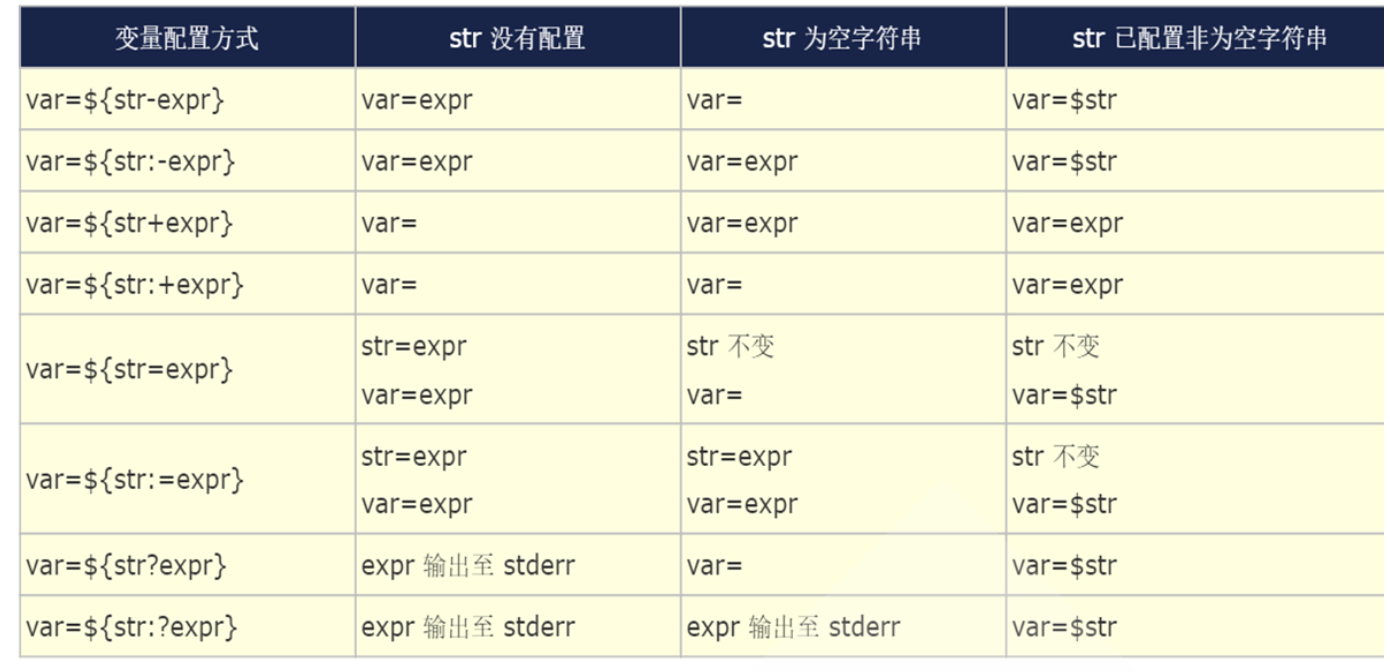 变量配置方式 str 没有配置 str 为空字符串 str 已配置非为空字符串
var=${str-expr} var=expr var= var=$str
var=${str:-expr} var=expr var=expr var=$str
var=${str+expr} var= var=expr var=expr
var=${str:+expr} var= var= var=expr
var=${str=expr}
str=expr str 不变 str 不变
var=expr var= var=$str
var=${str:=expr}
str=expr str=expr str 不变
var=expr var=expr var=$str
var=${str?expr} expr 输出至 stderr var= var=$str
var=${str:?expr} expr 输出至 stderr expr 输出至 stderr var=$str